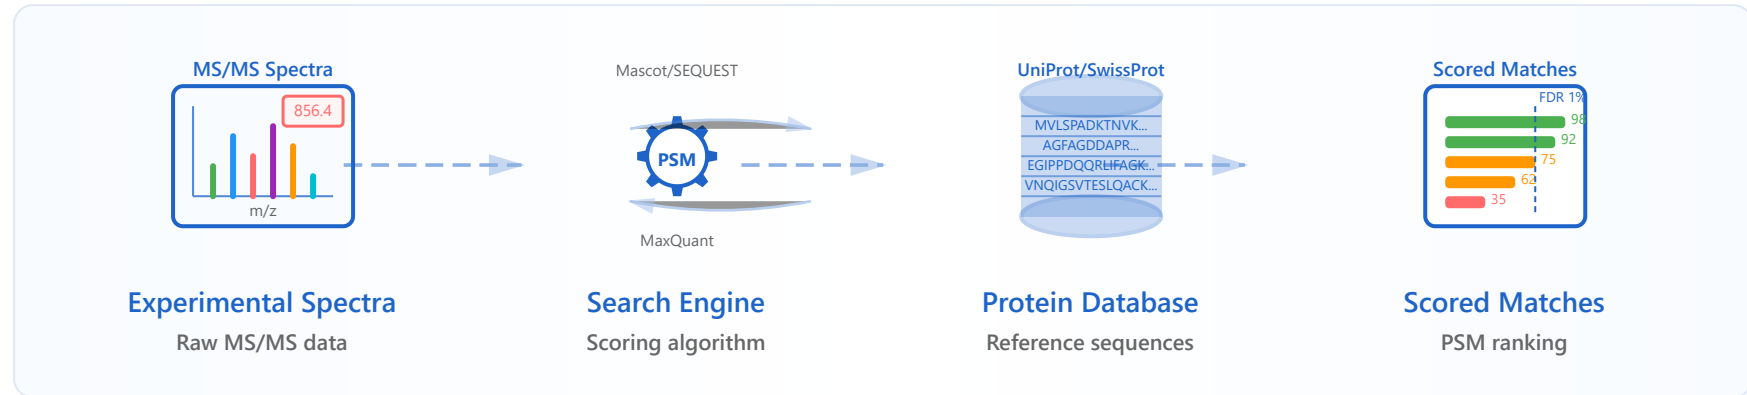 MS/MS Spectra
856.4
m/z
Experimental Spectra
Raw MS/MS data
Mascot/SEQUEST
PSM
MaxQuant
Search Engine
Scoring algorithm
UniProt/SwissProt
MVLSPADKTNVK...
AGFAGDDAPR...
EGIPPDQQRLIFAGK...
VNQIGSVTESLQACK...
Protein Database
Reference sequences
Scored Matches
FDR 1%
98
92
75
62
35
Scored Matches
PSM ranking